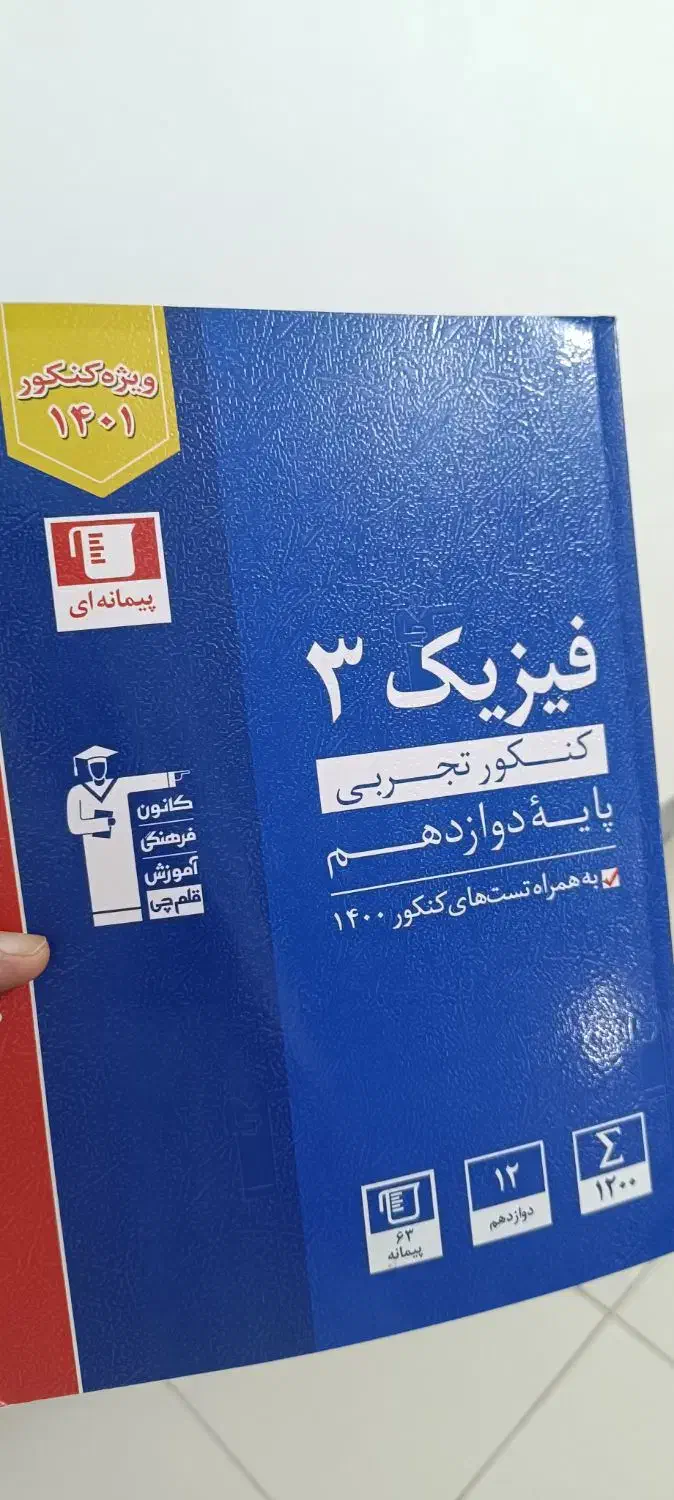 ویژه کنکور
۱۴۰۱
پیمانه‌ای
فیزیک ۳
کنکور تجربی
پایهٔ دوازدهم
به همراه تست‌های کنکور ۱۴۰۰
کانون
فرهنگی
آموزش
قلم‌چی
Σ
۱۲۰۰
۱۲
دوازدهم
۶۳
پیمانه